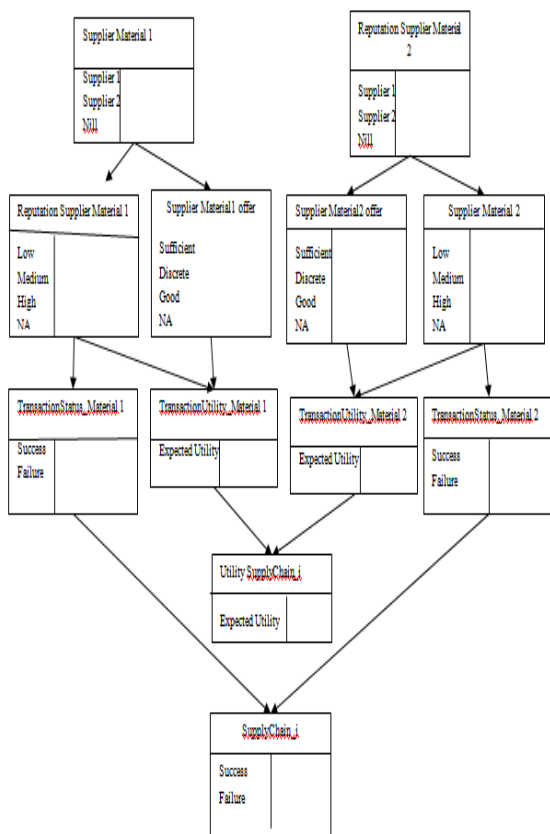 Supplier Material 1
Supplier 1
Supplier 2
Nill
Reputation Supplier Material
2
Supplier 1
Supplier 2
Nill
Reputation Supplier Material 1
Low
Medium
High
NA
Supplier Material1 offer
Sufficient
Discrete
Good
NA
Supplier Material2 offer
Sufficient
Discrete
Good
NA
Supplier Material 2
Low
Medium
High
NA
TransactionStatus_Material 1
Success
Failure
TransactionUtility_Material 1
Expected Utility
TransactionUtility_Material 2
Expected Utility
TransactionStatus_Material 2
Success
Failure
Utility SupplyChain_i
Expected Utility
SupplyChain_i
Success
Failure